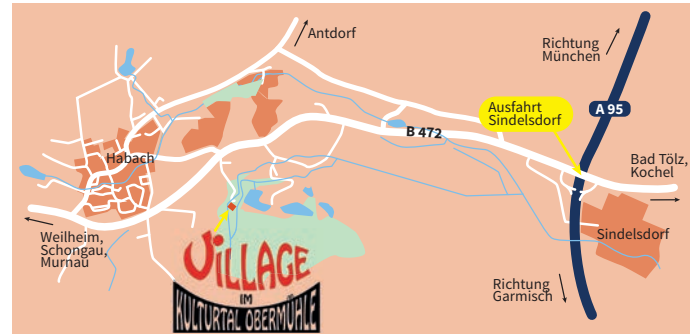 Antdorf
Richtung
München
Ausfahrt
Sindelsdorf
A 95
B 472
Habach
Bad Tölz,
Kochel
Weilheim,
Schongau,
Murnau
Sindelsdorf
VILLAGE
IM
KULTURTAL OBERMÜHLE
Richtung
Garmisch